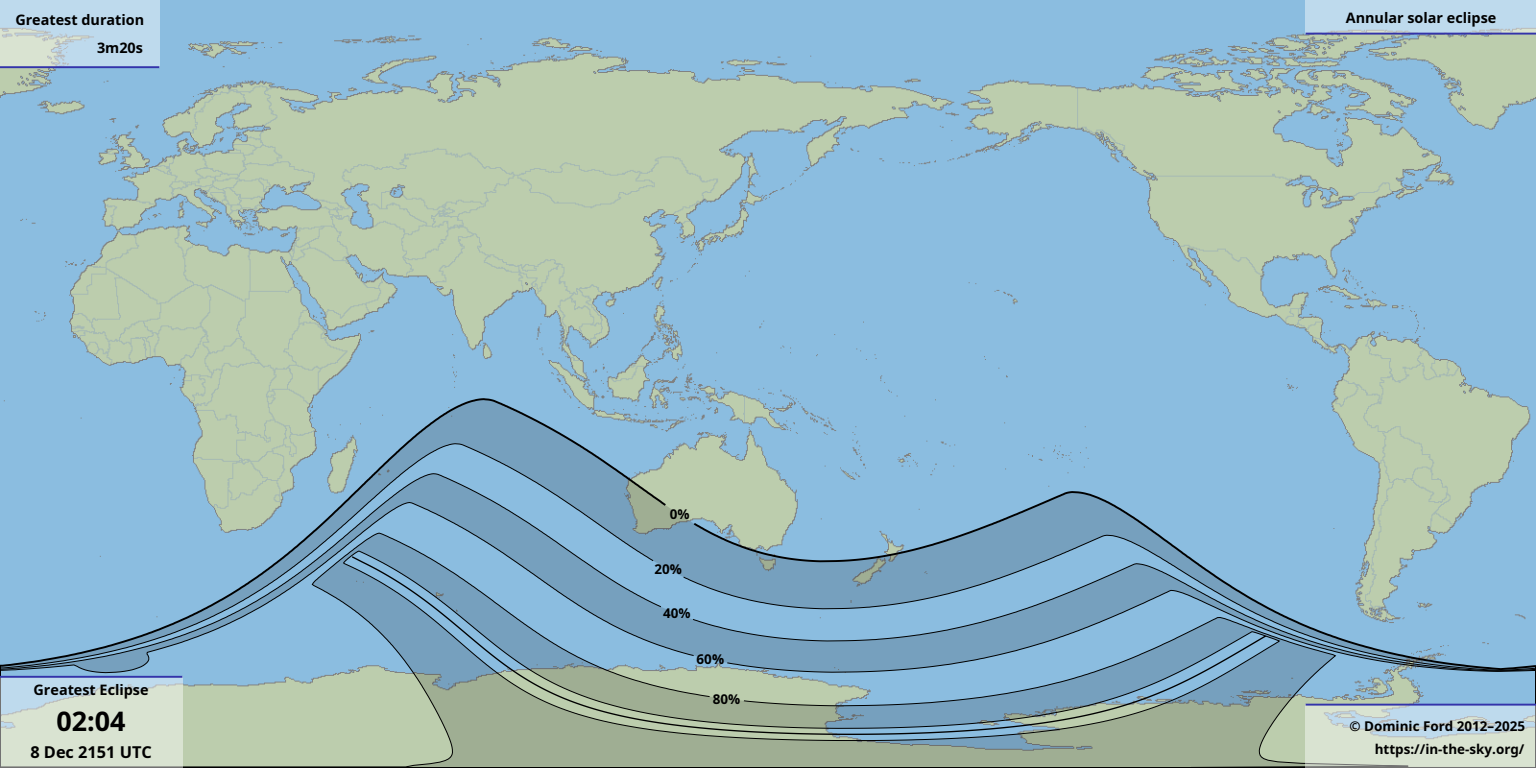 Greatest duration
3m20s
Annular solar eclipse
0%
20%
40%
60%
80%
Greatest Eclipse
02:04
8 Dec 2151 UTC
© Dominic Ford 2012–2025
https://in-the-sky.org/